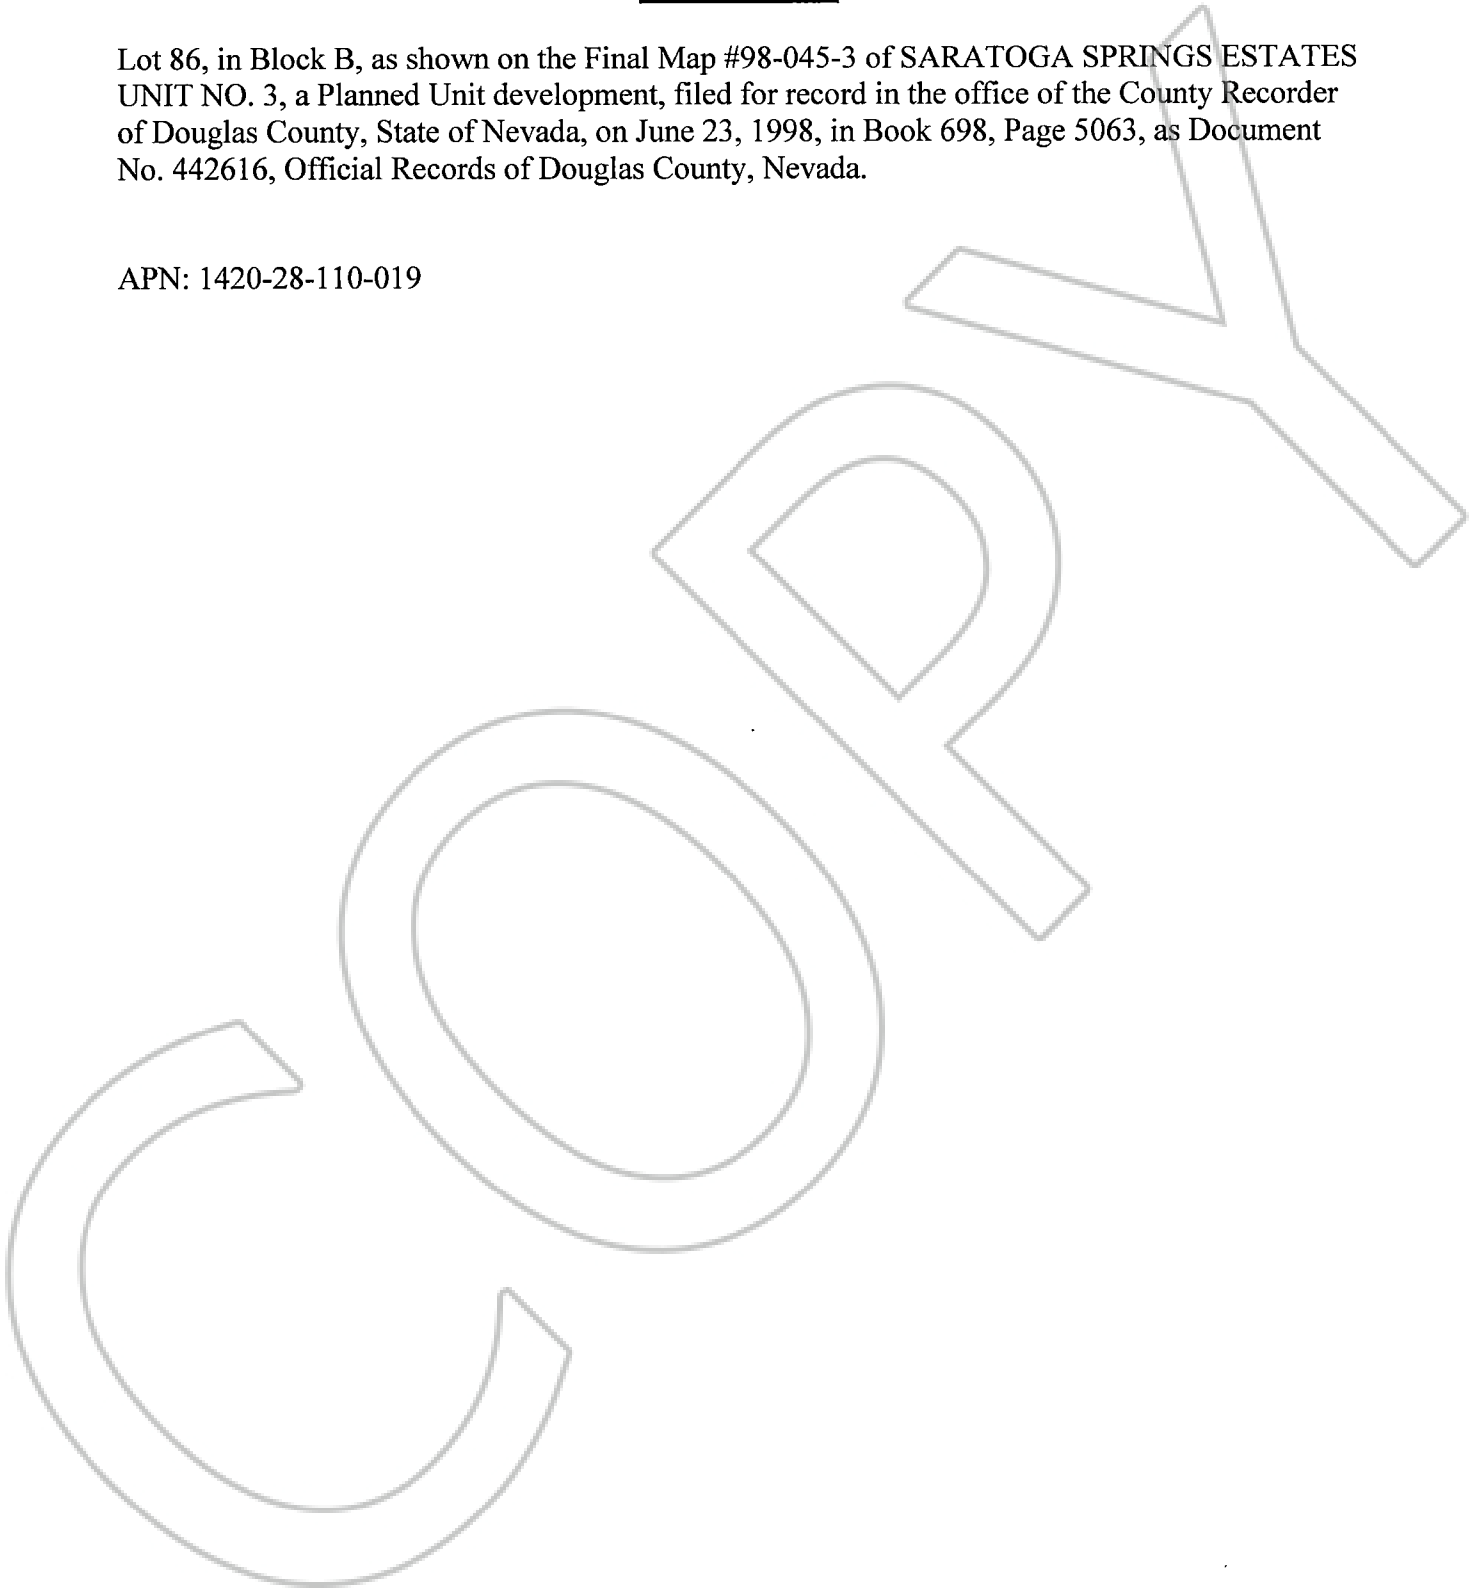 Lot 86, in Block B, as shown on the Final Map #98-045-3 of SARATOGA SPRINGS ESTATES
UNIT NO. 3, a Planned Unit development, filed for record in the office of the County Recorder
of Douglas County, State of Nevada, on June 23, 1998, in Book 698, Page 5063, as Document
No. 442616, Official Records of Douglas County, Nevada.
APN: 1420-28-110-019
COPY